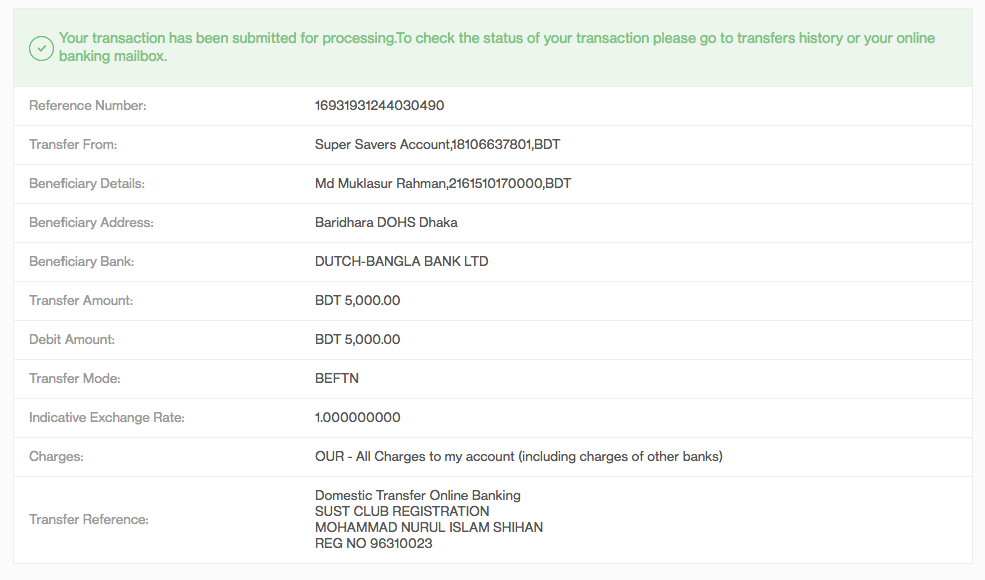 Your transaction has been submitted for processing.To check the status of your transaction please go to transfers history or your online
banking mailbox.
Reference Number: 16931931244030490
Transfer From: Super Savers Account,18106637801,BDT
Beneficiary Details: Md Muklasur Rahman,2161510170000,BDT
Beneficiary Address: Baridhara DOHS Dhaka
Beneficiary Bank: DUTCH-BANGLA BANK LTD
Transfer Amount: BDT 5,000.00
Debit Amount: BDT 5,000.00
Transfer Mode: BEFTN
Indicative Exchange Rate: 1.000000000
Charges: OUR - All Charges to my account (including charges of other banks)
Transfer Reference: Domestic Transfer Online Banking
SUST CLUB REGISTRATION
MOHAMMAD NURUL ISLAM SHIHAN
REG NO 96310023